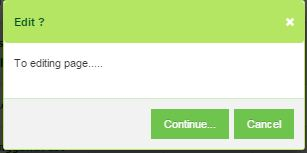 Edit ?
To editing page.....
Continue... Cancel